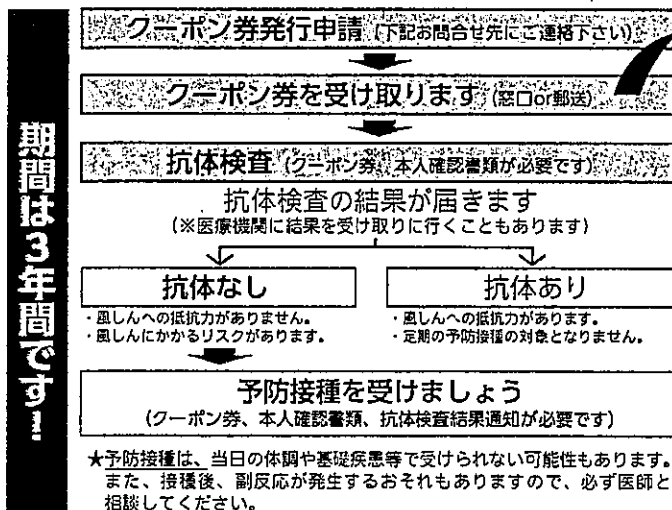 期間は3年間です!
クーポン券発行申請 (下記お問合せ先にご連絡下さい)
クーポン券を受け取ります (窓口or郵送)
抗体検査 (クーポン券、本人確認書類が必要です)
抗体検査の結果が届きます
(※医療機関に結果を受け取りに行くこともあります)
抗体なし
・風しんへの抵抗力がありません。
・風しんにかかるリスクがあります。
抗体あり
・風しんへの抵抗力があります。
・定期の予防接種の対象となりません。
予防接種を受けましょう
(クーポン券、本人確認書類、抗体検査結果通知が必要です)
★予防接種は、当日の体調や基礎疾患等で受けられない可能性もあります。
また、接種後、副反応が発生するおそれもありますので、必ず医師と
相談してください。